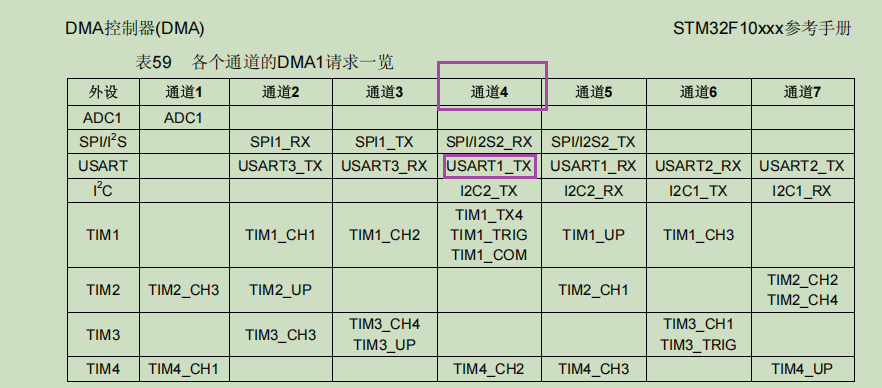 DMA控制器(DMA) STM32F10xxx参考手册
表59 各个通道的DMA1请求一览
外设 通道1 通道2 通道3 通道4 通道5 通道6 通道7
ADC1 ADC1
SPI/I²S SPI1_RX SPI1_TX SPI/I2S2_RX SPI/I2S2_TX
USART USART3_TX USART3_RX USART1_TX USART1_RX USART2_RX USART2_TX
I²C I2C2_TX I2C2_RX I2C1_TX I2C1_RX
TIM1 TIM1_CH1 TIM1_CH2 TIM1_TX4 TIM1_UP TIM1_CH3
TIM1_TRIG
TIM1_COM
TIM2 TIM2_CH3 TIM2_UP TIM2_CH1 TIM2_CH2
TIM2_CH4
TIM3 TIM3_CH3 TIM3_CH4 TIM3_CH1
TIM3_UP TIM3_TRIG
TIM4 TIM4_CH1 TIM4_CH2 TIM4_CH3 TIM4_UP